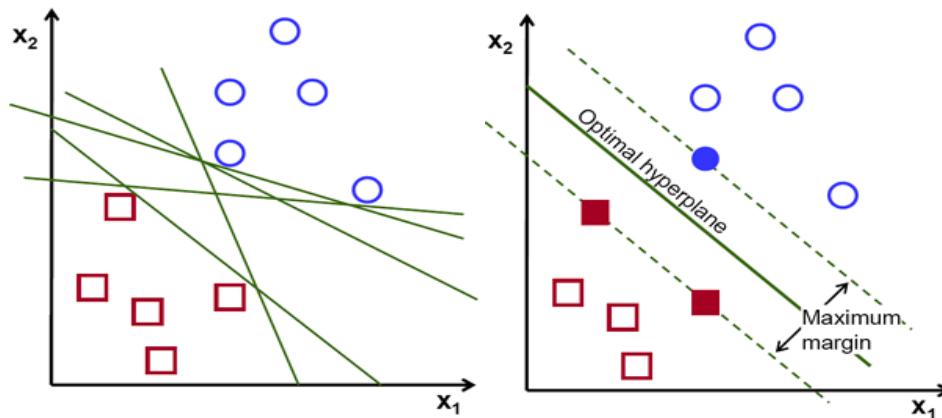 x₂
x₁
x₂
Optimal hyperplane
Maximum
margin
x₁